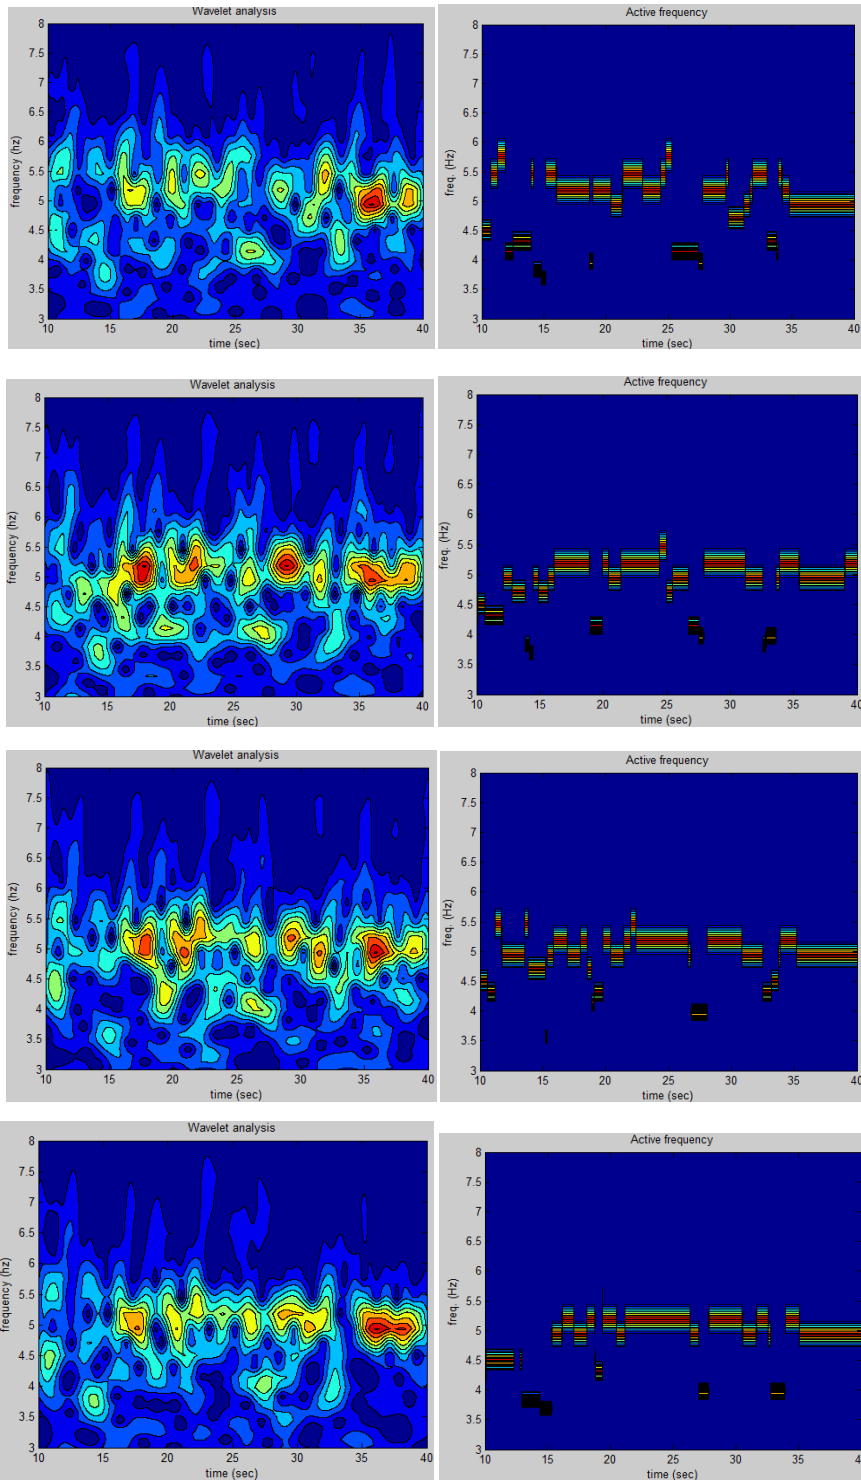 Wavelet analysis
frequency (hz)
8
7.5
7
6.5
6
5.5
5
4.5
4
3.5
3
10 15 20 25 30 35 40
time (sec)
Active frequency
freq. (Hz)
8
7.5
7
6.5
6
5.5
5
4.5
4
3.5
3
10 15 20 25 30 35 40
time (sec)
Wavelet analysis
frequency (hz)
8
7.5
7
6.5
6
5.5
5
4.5
4
3.5
3
10 15 20 25 30 35 40
time (sec)
Active frequency
freq. (Hz)
8
7.5
7
6.5
6
5.5
5
4.5
4
3.5
3
10 15 20 25 30 35 40
time (sec)
Wavelet analysis
frequency (hz)
8
7.5
7
6.5
6
5.5
5
4.5
4
3.5
3
10 15 20 25 30 35 40
time (sec)
Active frequency
freq. (Hz)
8
7.5
7
6.5
6
5.5
5
4.5
4
3.5
3
10 15 20 25 30 35 40
time (sec)
Wavelet analysis
frequency (hz)
8
7.5
7
6.5
6
5.5
5
4.5
4
3.5
3
10 15 20 25 30 35 40
time (sec)
Active frequency
freq. (Hz)
8
7.5
7
6.5
6
5.5
5
4.5
4
3.5
3
10 15 20 25 30 35 40
time (sec)